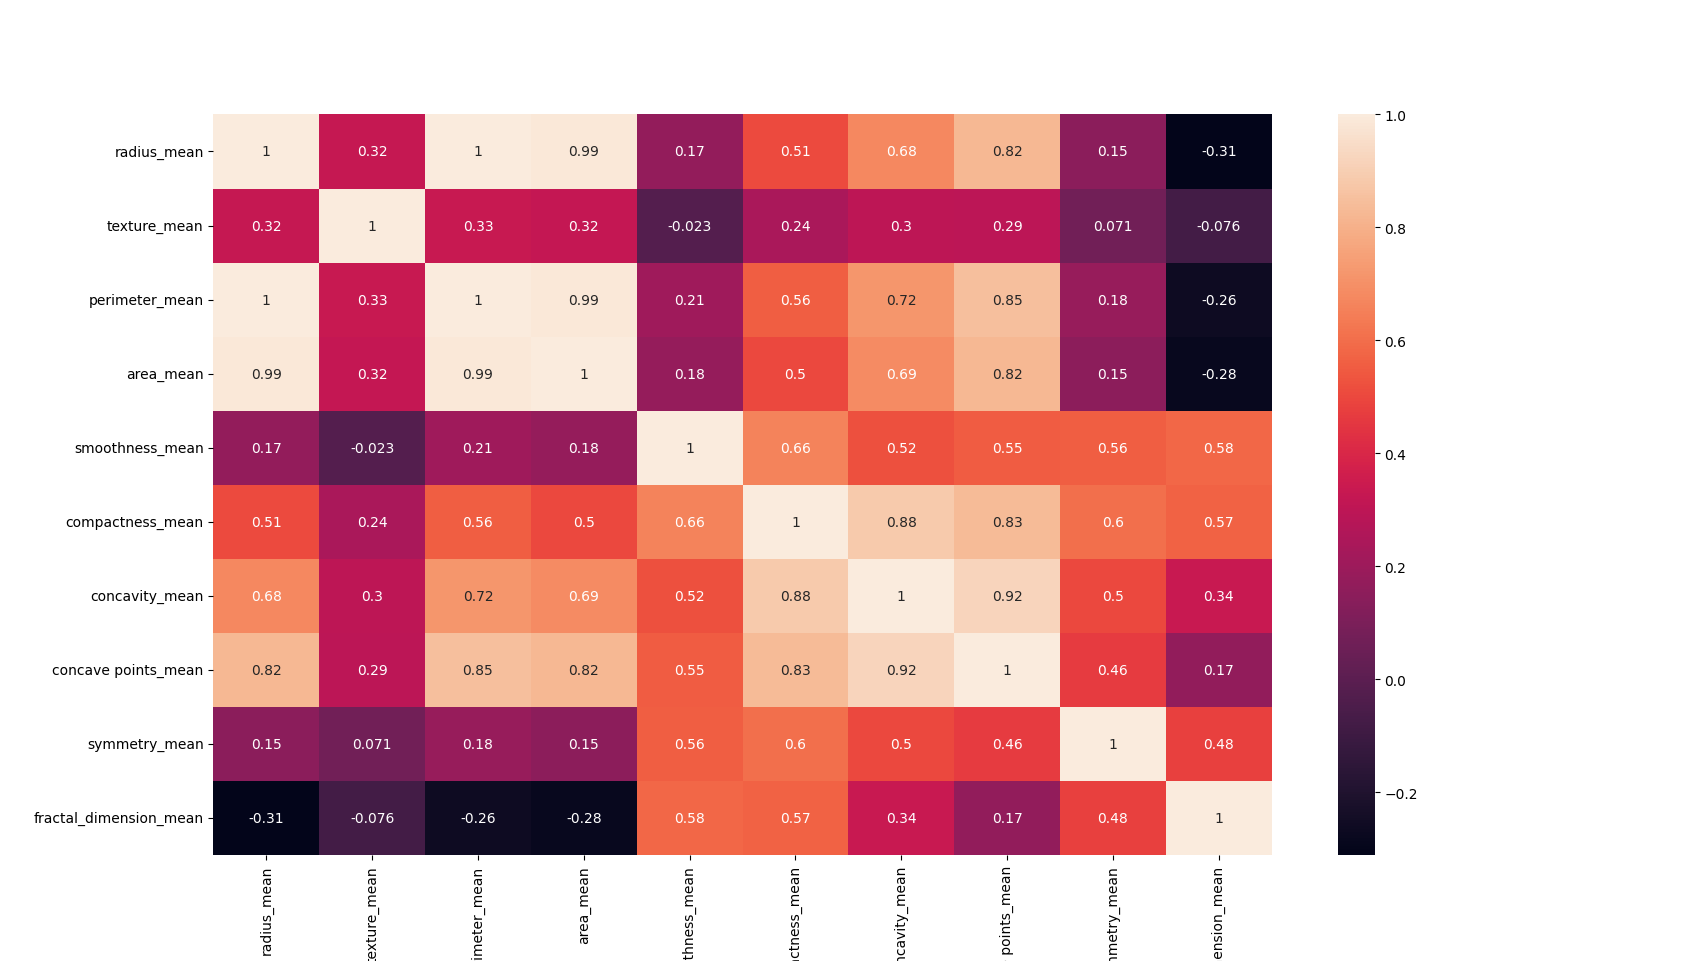 radius_mean 1 0.32 1 0.99 0.17 0.51 0.68 0.82 0.15 -0.31
texture_mean 0.32 1 0.33 0.32 -0.023 0.24 0.3 0.29 0.071 -0.076
perimeter_mean 1 0.33 1 0.99 0.21 0.56 0.72 0.85 0.18 -0.26
area_mean 0.99 0.32 0.99 1 0.18 0.5 0.69 0.82 0.15 -0.28
smoothness_mean 0.17 -0.023 0.21 0.18 1 0.66 0.52 0.55 0.56 0.58
compactness_mean 0.51 0.24 0.56 0.5 0.66 1 0.88 0.83 0.6 0.57
concavity_mean 0.68 0.3 0.72 0.69 0.52 0.88 1 0.92 0.5 0.34
concave points_mean 0.82 0.29 0.85 0.82 0.55 0.83 0.92 1 0.46 0.17
symmetry_mean 0.15 0.071 0.18 0.15 0.56 0.6 0.5 0.46 1 0.48
fractal_dimension_mean -0.31 -0.076 -0.26 -0.28 0.58 0.57 0.34 0.17 0.48 1
radius_mean
texture_mean
imeter_mean
area_mean
thness_mean
actness_mean
ncavity_mean
points_mean
nmetry_mean
ension_mean
1.0
0.8
0.6
0.4
0.2
0.0
−0.2